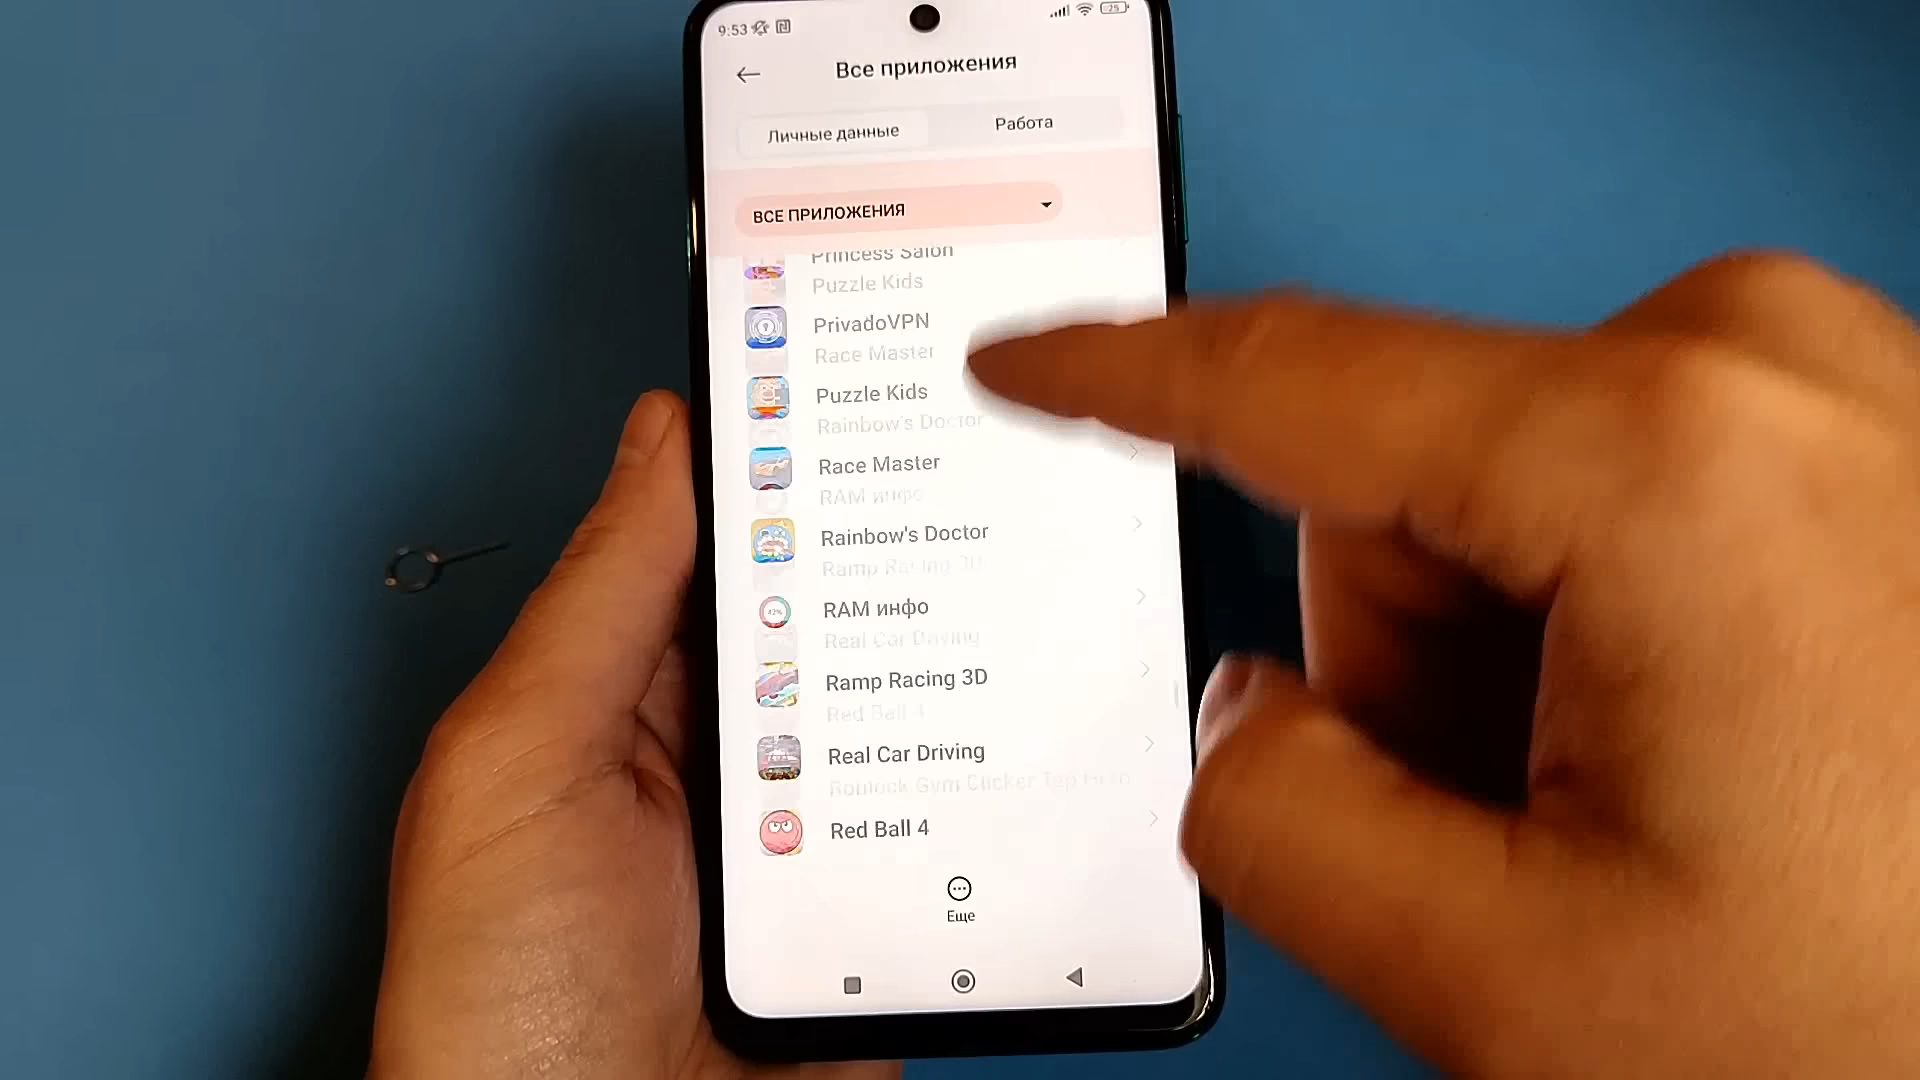 9:53
25
Все приложения
Личные данные
Работа
ВСЕ ПРИЛОЖЕНИЯ
Princess Salon
Puzzle Kids
PrivadoVPN
Race Master
Puzzle Kids
Rainbow's Doctor
Race Master
RAM инфо
Rainbow's Doctor
Ramp Racing 3D
42%
RAM инфо
Real Car Driving
Ramp Racing 3D
Red Ball 4
Real Car Driving
Gym Clicker Tap
Red Ball 4
Еще